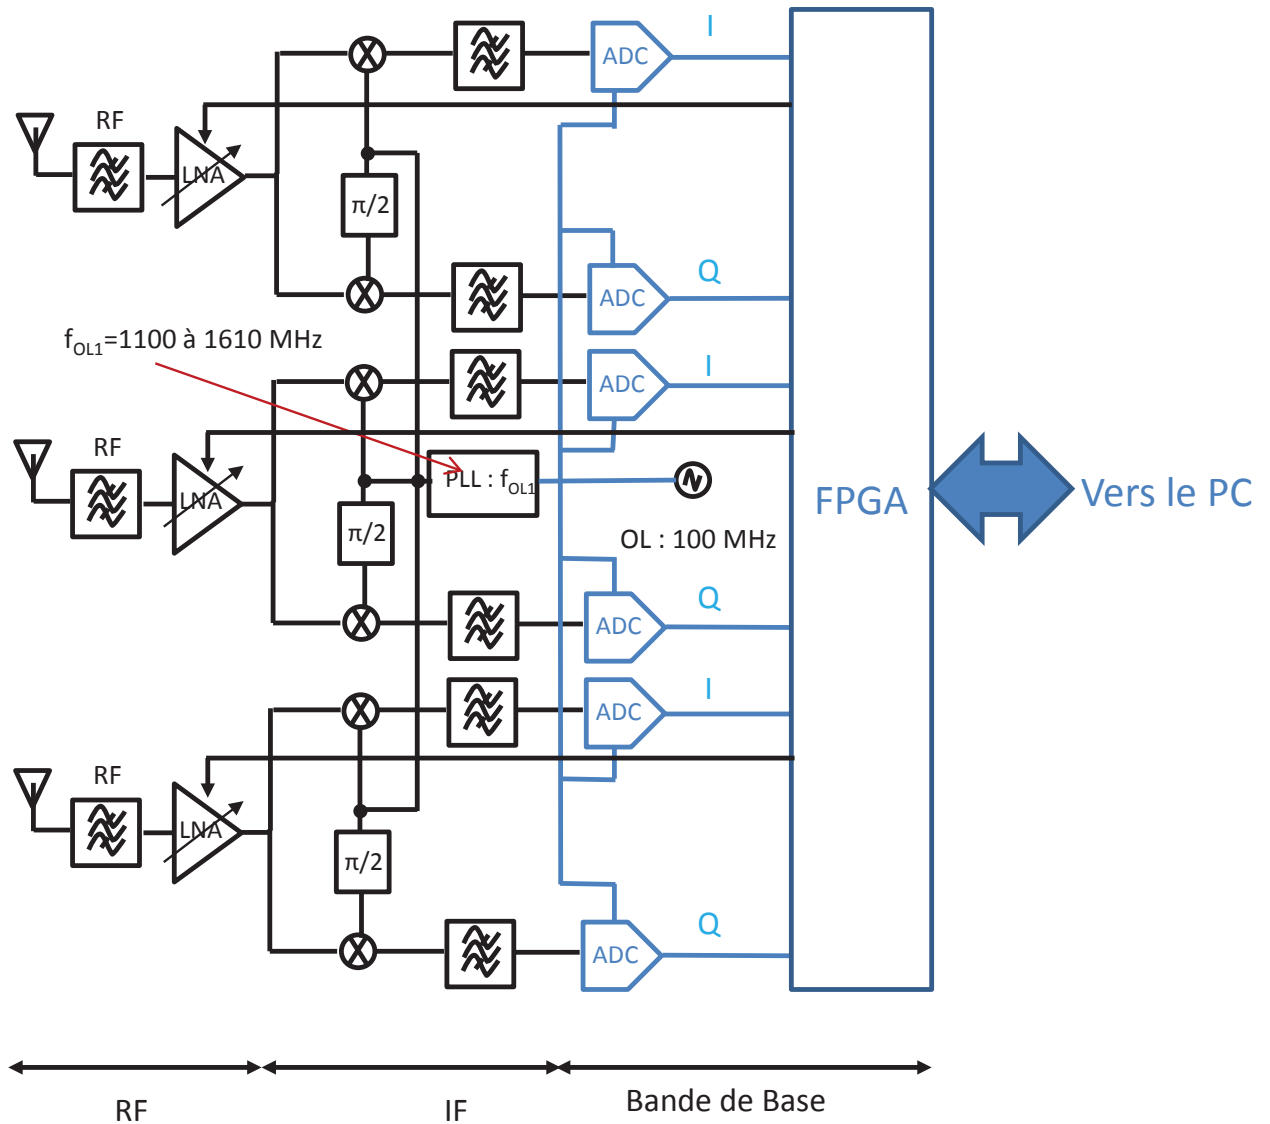 I
ADC
RF
LNA
π/2
Q
ADC
f_OL1=1100 à 1610 MHz
I
ADC
RF
LNA
PLL : f_OL1
FPGA
Vers le PC
π/2
OL : 100 MHz
Q
ADC
I
ADC
RF
LNA
π/2
Q
ADC
RF
IF
Bande de Base